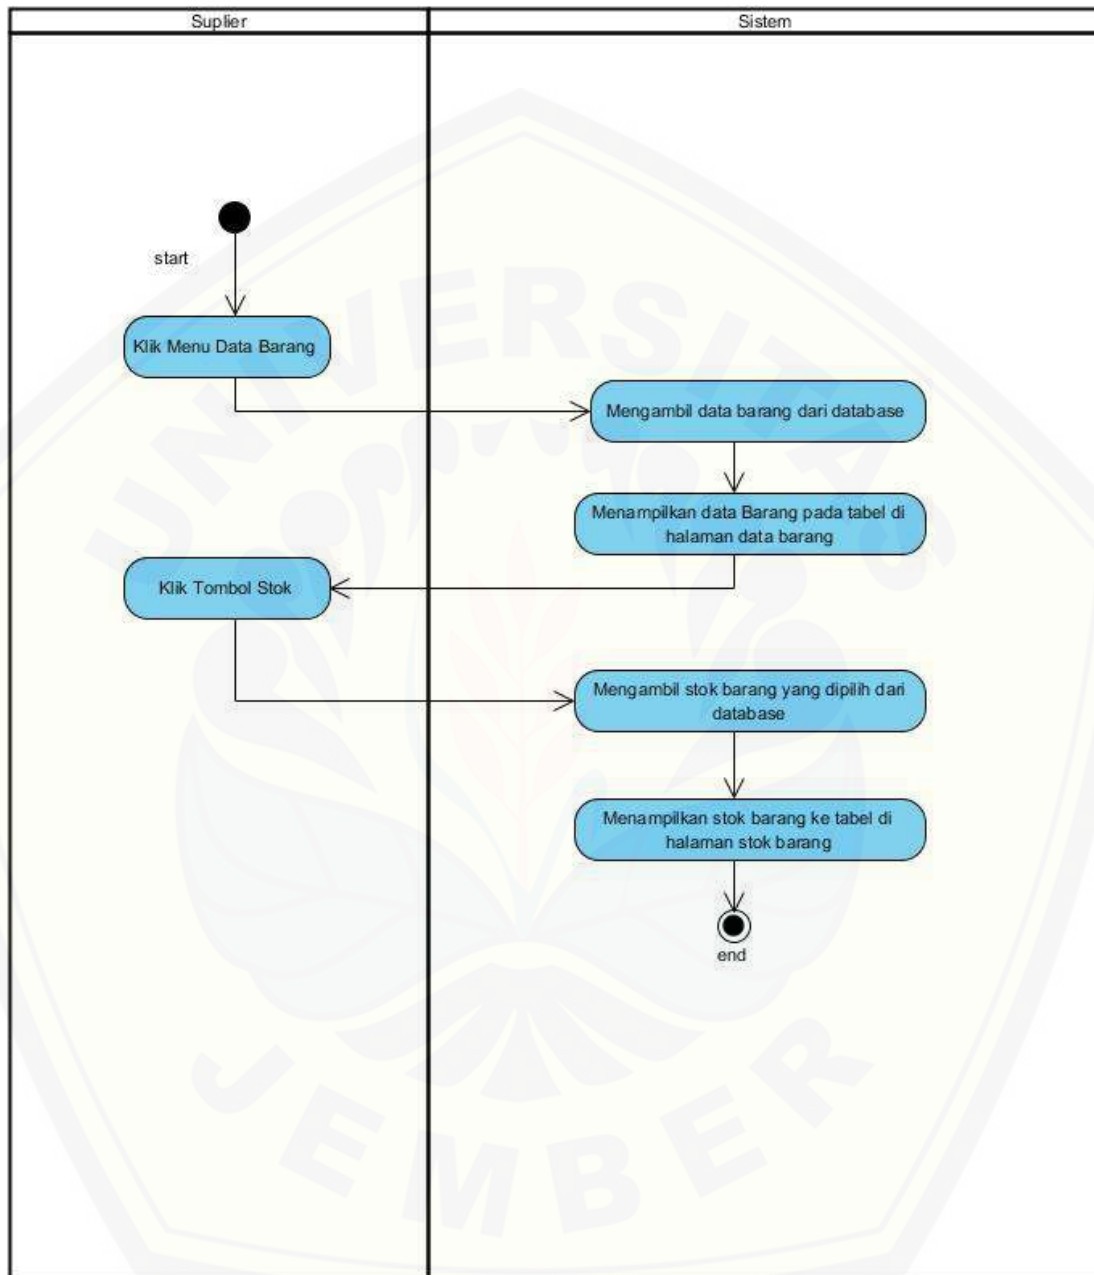 Suplier
Sistem
start
Klik Menu Data Barang
Mengambil data barang dari database
Menampilkan data Barang pada tabel di
halaman data barang
Klik Tombol Stok
Mengambil stok barang yang dipilih dari
database
Menampilkan stok barang ke tabel di
halaman stok barang
end
UNIVERSITAS
JEMBER